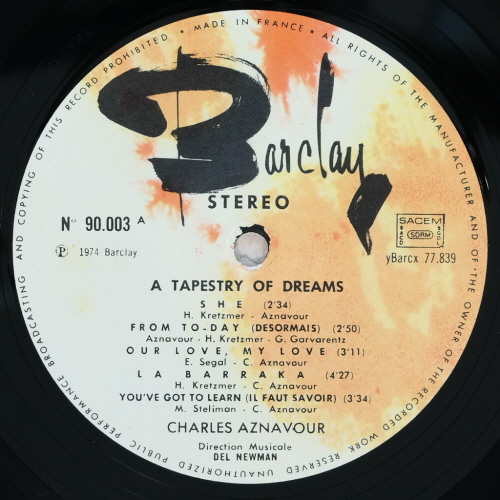 • MADE IN FRANCE • ALL RIGHTS OF THE MANUFACTURER AND OF THE OWNER OF THE RECORDED WORK RESERVED UNAUTHORIZED PUBLIC PERFORMANCE BROADCASTING AND COPYING OF THIS RECORD PROHIBITED
Barclay
STEREO
N° 90.003 A
SACEM
SACD SDRM SGDL
℗ 1974 Barclay
yBarcx 77.839
A TAPESTRY OF DREAMS
SHE (2'34)
H. Kretzmer - Aznavour
FROM TO-DAY (DESORMAIS) (2'50)
Aznavour - H. Kretzmer - G. Garvarentz
OUR LOVE, MY LOVE (3'11)
E. Segal - C. Aznavour
LA BARRAKA (4'27)
H. Kretzmer - C. Aznavour
YOU'VE GOT TO LEARN (IL FAUT SAVOIR) (3'34)
M. Steliman - C. Aznavour
CHARLES AZNAVOUR
Direction Musicale
DEL NEWMAN